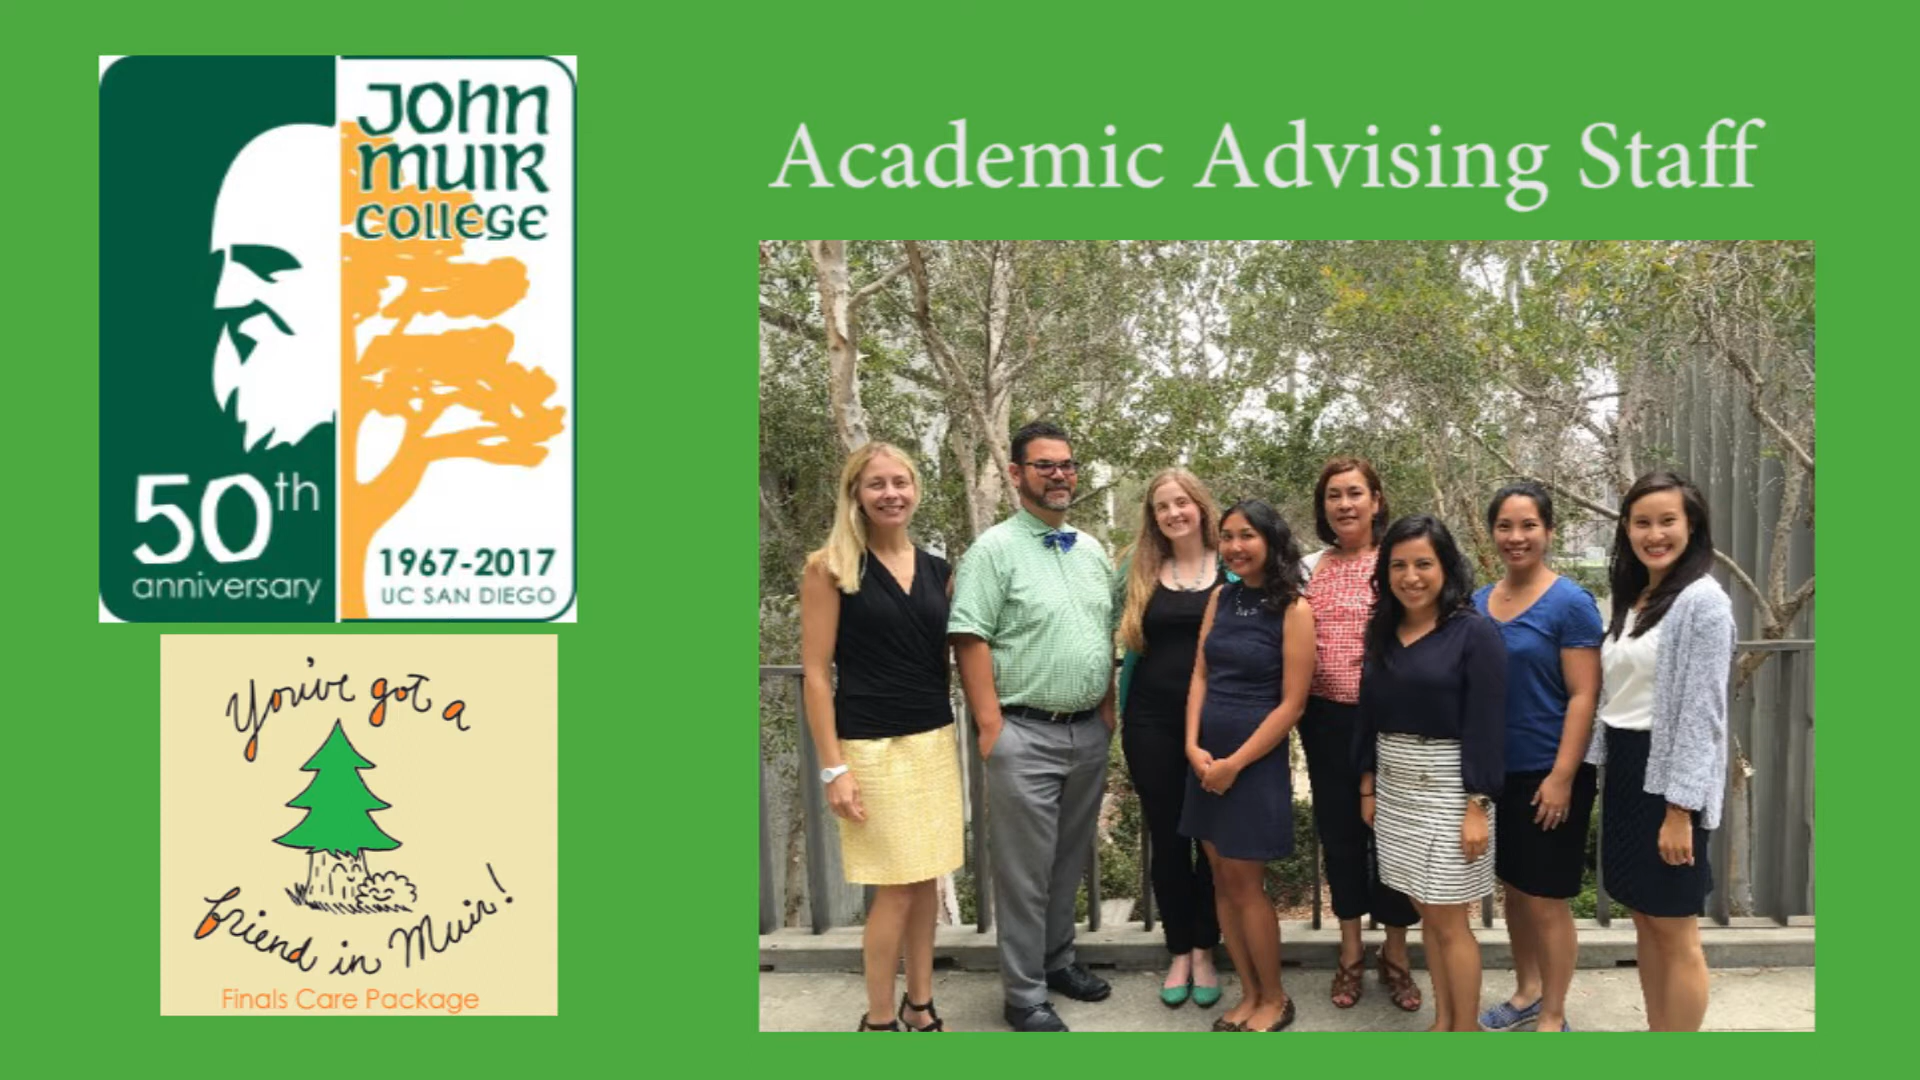 JOHN
MUIR
COLLEGE
50th
anniversary
1967-2017
UC SAN DIEGO
Academic Advising Staff
You've got a
friend in Muir!
Finals Care Package